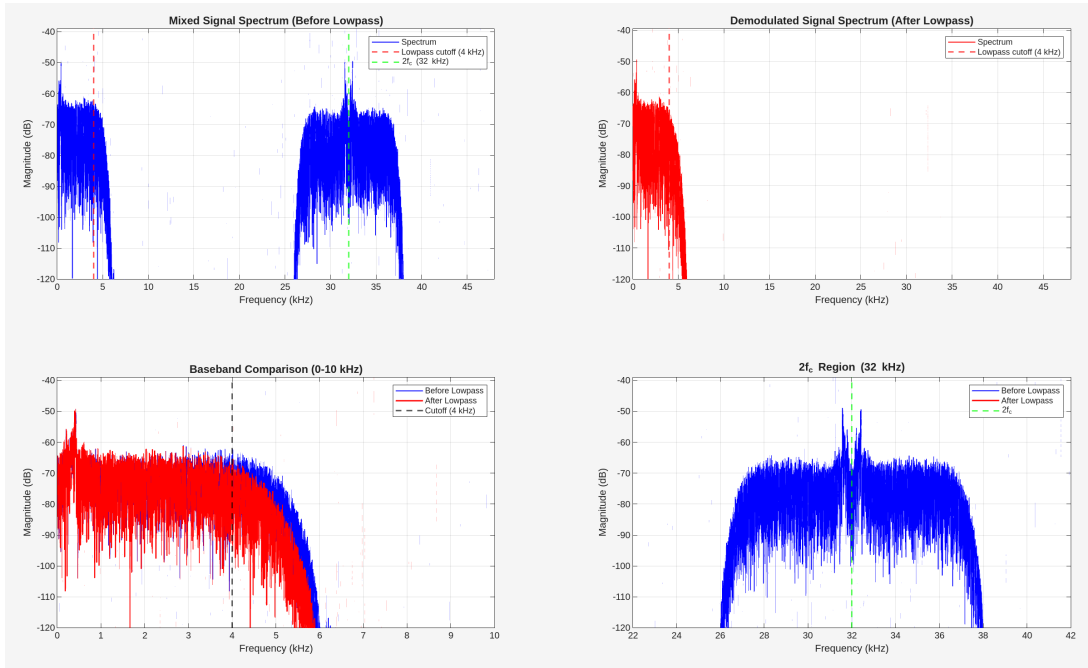 Mixed Signal Spectrum (Before Lowpass)
-40
-50
-60
-70
-80
-90
-100
-110
-120
Magnitude (dB)
Spectrum
Lowpass cutoff (4 kHz)
2fc (32 kHz)
0 5 10 15 20 25 30 35 40 45
Frequency (kHz)
Demodulated Signal Spectrum (After Lowpass)
-40
-50
-60
-70
-80
-90
-100
-110
-120
Magnitude (dB)
Spectrum
Lowpass cutoff (4 kHz)
0 5 10 15 20 25 30 35 40 45
Frequency (kHz)
Baseband Comparison (0-10 kHz)
-40
-50
-60
-70
-80
-90
-100
-110
-120
Magnitude (dB)
Before Lowpass
After Lowpass
Cutoff (4 kHz)
0 1 2 3 4 5 6 7 8 9 10
Frequency (kHz)
2fc Region (32 kHz)
-40
-50
-60
-70
-80
-90
-100
-110
-120
Magnitude (dB)
Before Lowpass
After Lowpass
2fc
22 24 26 28 30 32 34 36 38 40 42
Frequency (kHz)